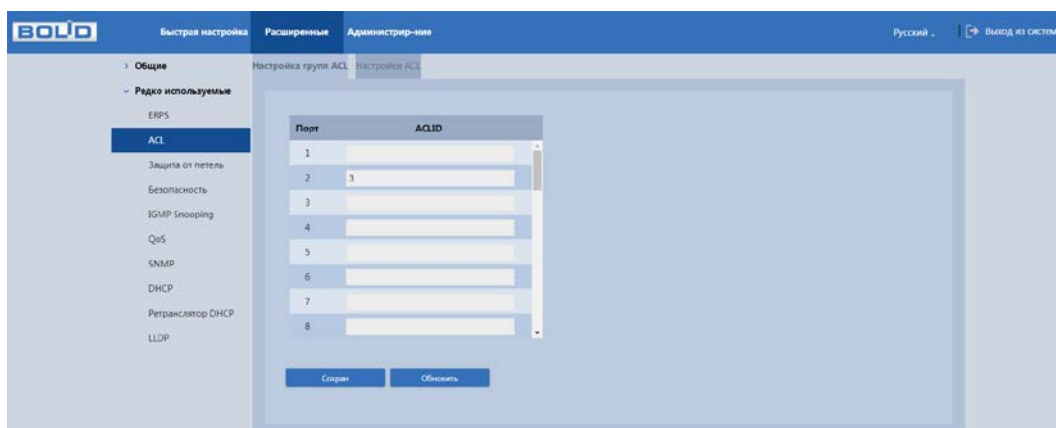 BOLID Быстрая настройка Расширенные Администрир-ние Русский Выход из систем
Общие
Настройка групп ACL Настройки ACL
Редко используемые
ERPS
ACL
Защита от петель
Безопасность
IGMP Snooping
QoS
SNMP
DHCP
Ретранслятор DHCP
LLDP
Порт ACLID
1
2 3
3
4
5
6
7
8
Сохран Обновить